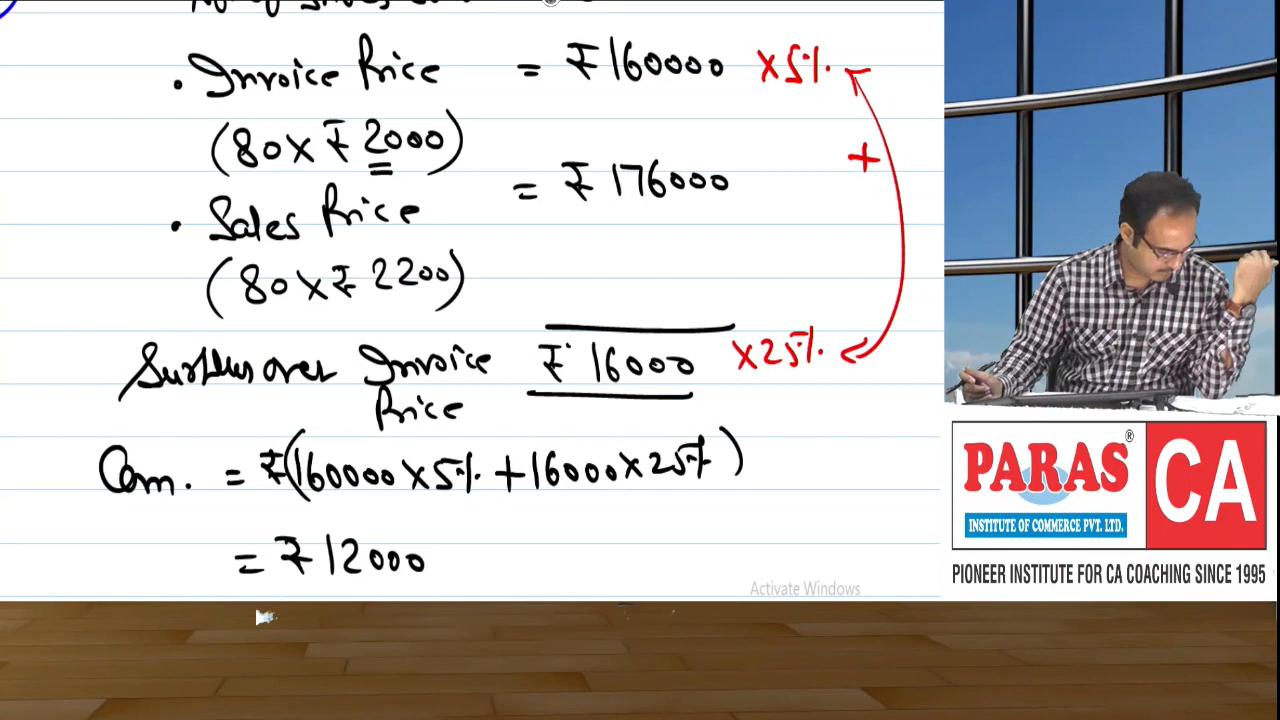 • Invoice Price = ₹160000 ×5%
(80×₹2000)
+
= ₹176000
• Sales Price
(80×₹2200)
Surplus over Invoice Price ₹16000 ×25%
Com. = ₹(160000×5% + 16000×25%)
= ₹12000
Activate Windows
PARAS®
INSTITUTE OF COMMERCE PVT. LTD.
CA
PIONEER INSTITUTE FOR CA COACHING SINCE 1995